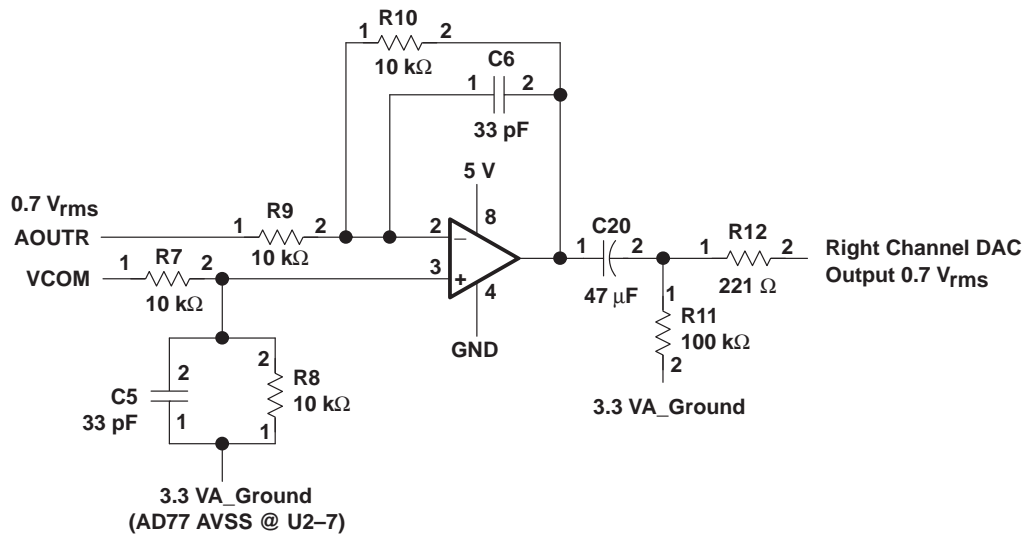 R10
1 2
10 kΩ
C6
1 2
33 pF
5 V
8
0.7 Vrms
AOUTR
1 R9 2
10 kΩ
2
–
VCOM
1 R7 2
10 kΩ
3
+
4
GND
C20
1 2
47 μF
R12
1 2
221 Ω
Right Channel DAC
Output 0.7 Vrms
1
R11
100 kΩ
2
3.3 VA_Ground
2
C5
33 pF
1
2
R8
10 kΩ
1
3.3 VA_Ground
(AD77 AVSS @ U2–7)